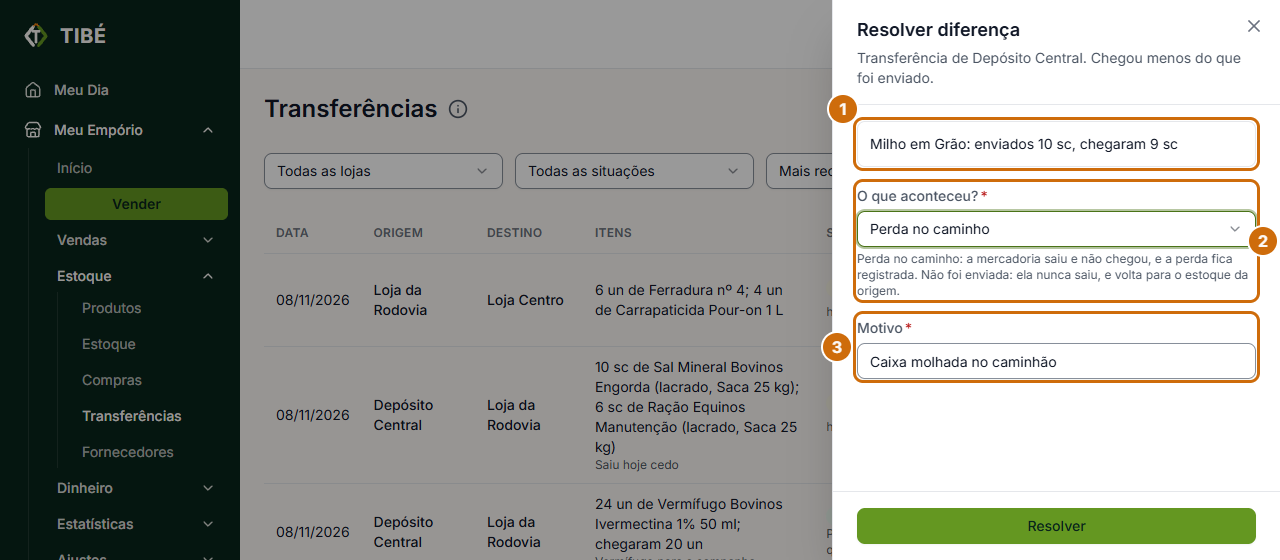 TIBÉ
Meu Dia
Meu Empório
Início
Vender
Vendas
Estoque
Produtos
Estoque
Compras
Transferências
Fornecedores
Dinheiro
Estatísticas
Ajustes
Transferências
Todas as lojas
Todas as situações
Mais rec
DATA ORIGEM DESTINO ITENS S
08/11/2026
Loja da
Rodovia
Loja Centro
6 un de Ferradura nº 4; 4 un
de Carrapaticida Pour-on 1 L
08/11/2026
Depósito
Central
Loja da
Rodovia
10 sc de Sal Mineral Bovinos
Engorda (lacrado, Saca 25 kg);
6 sc de Ração Equinos
Manutenção (lacrado, Saca 25
kg)
Saiu hoje cedo
08/11/2026
Depósito
Central
Loja da
Rodovia
24 un de Vermífugo Bovinos
Ivermectina 1% 50 ml;
chegaram 20 un
Resolver diferença
Transferência de Depósito Central. Chegou menos do que
foi enviado.
1
Milho em Grão: enviados 10 sc, chegaram 9 sc
O que aconteceu? *
Perda no caminho
2
Perda no caminho: a mercadoria saiu e não chegou, e a perda fica
registrada. Não foi enviada: ela nunca saiu, e volta para o estoque da
origem.
Motivo *
3
Caixa molhada no caminhão
Resolver